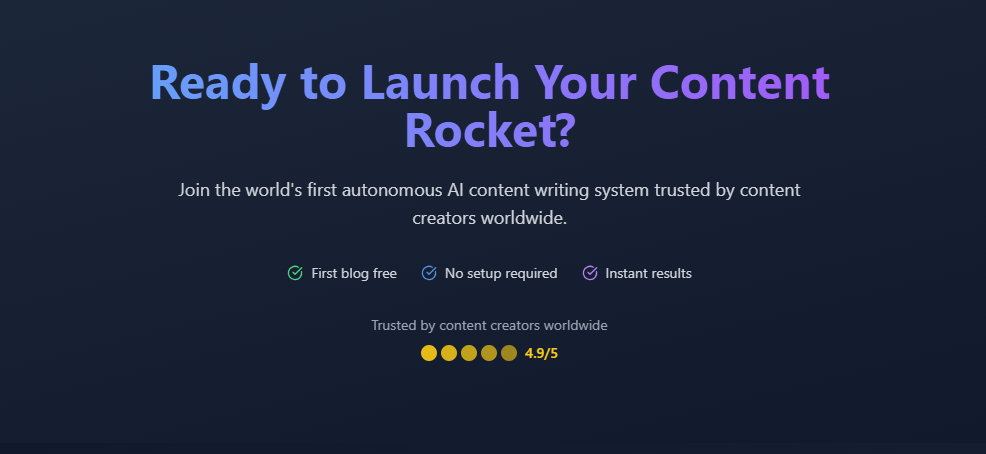 Ready to Launch Your Content
Rocket?
Join the world's first autonomous AI content writing system trusted by content
creators worldwide.
First blog free
No setup required
Instant results
Trusted by content creators worldwide
4.9/5